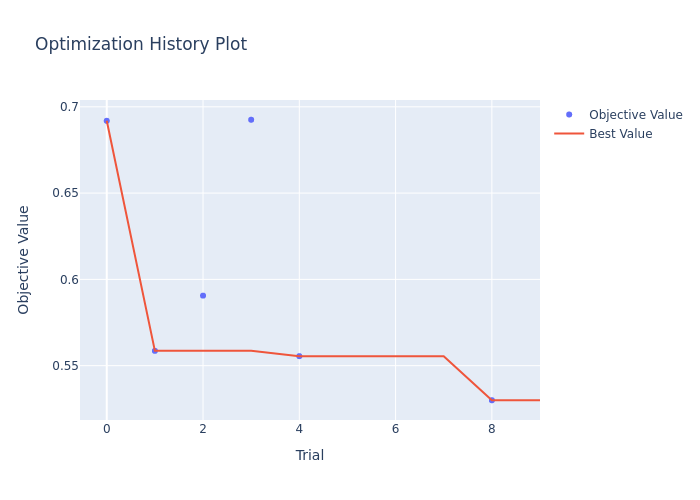 Optimization History Plot
Objective Value
Best Value
0.7
0.65
0.6
0.55
Objective Value
0
2
4
6
8
Trial